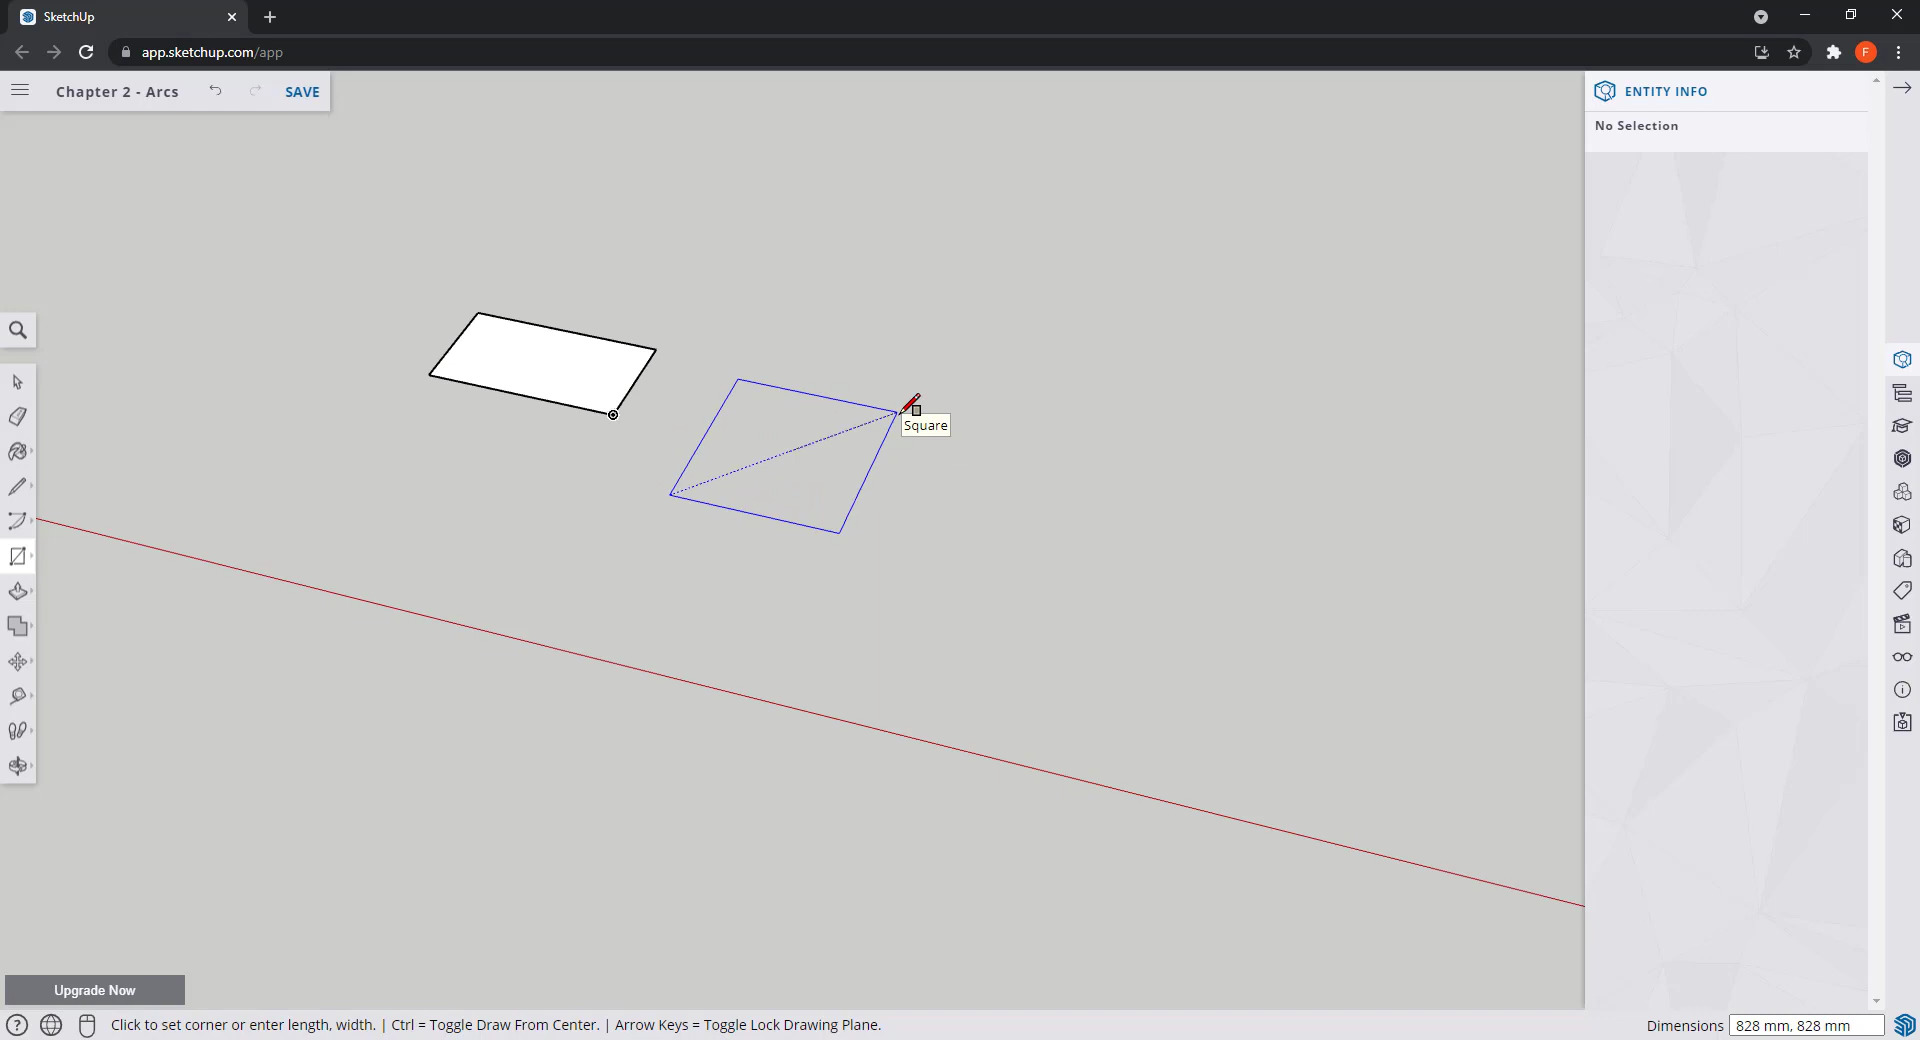 SketchUp
app.sketchup.com/app
F
Chapter 2 - Arcs
SAVE
ENTITY INFO
No Selection
Square
Upgrade Now
Click to set corner or enter length, width. | Ctrl = Toggle Draw From Center. | Arrow Keys = Toggle Lock Drawing Plane.
Dimensions 828 mm, 828 mm